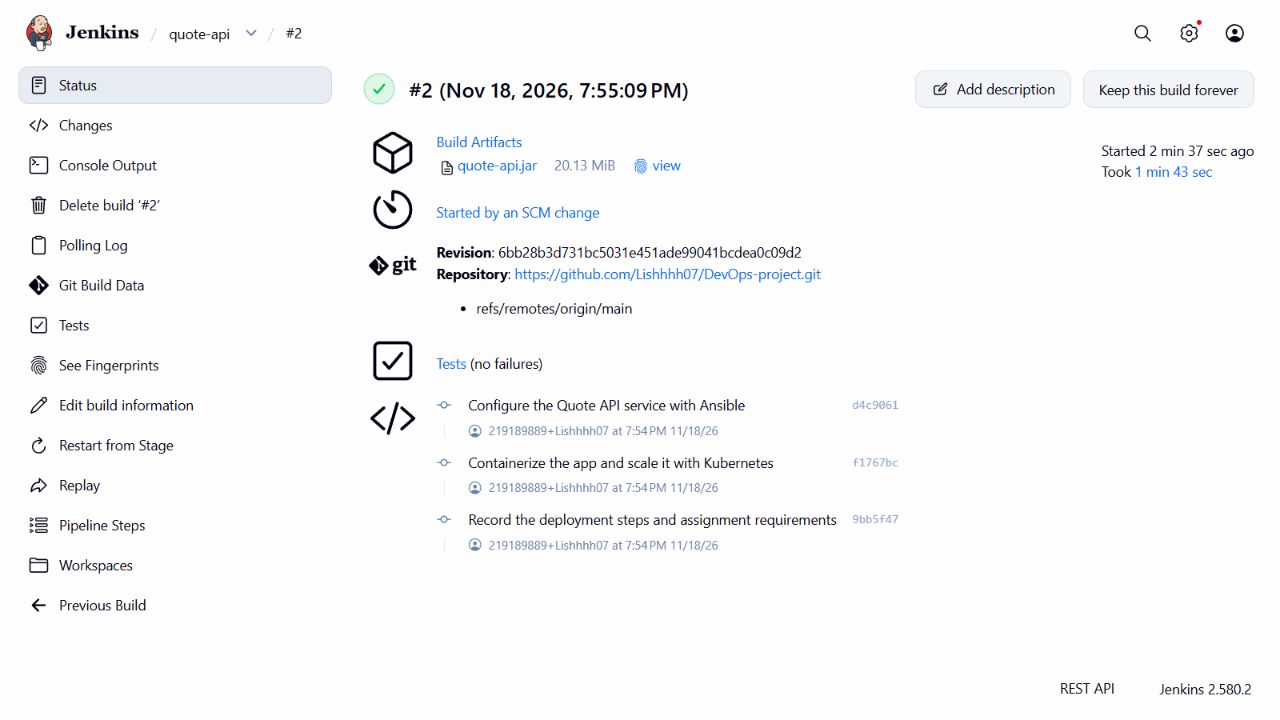 Jenkins / quote-api / #2
Status
Changes
Console Output
Delete build ‘#2’
Polling Log
Git Build Data
Tests
See Fingerprints
Edit build information
Restart from Stage
Replay
Pipeline Steps
Workspaces
Previous Build
#2 (Nov 18, 2026, 7:55:09 PM)
Add description
Keep this build forever
Started 2 min 37 sec ago
Took 1 min 43 sec
Build Artifacts
quote-api.jar 20.13 MiB view
Started by an SCM change
git
Revision: 6bb28b3d731bc5031e451ade99041bcdea0c09d2
Repository: https://github.com/Lishhhh07/DevOps-project.git
• refs/remotes/origin/main
Tests (no failures)
Configure the Quote API service with Ansible d4c9061
219189889+Lishhhh07 at 7:54 PM 11/18/26
Containerize the app and scale it with Kubernetes f1767bc
219189889+Lishhhh07 at 7:54 PM 11/18/26
Record the deployment steps and assignment requirements 9bb5f47
219189889+Lishhhh07 at 7:54 PM 11/18/26
REST API
Jenkins 2.580.2